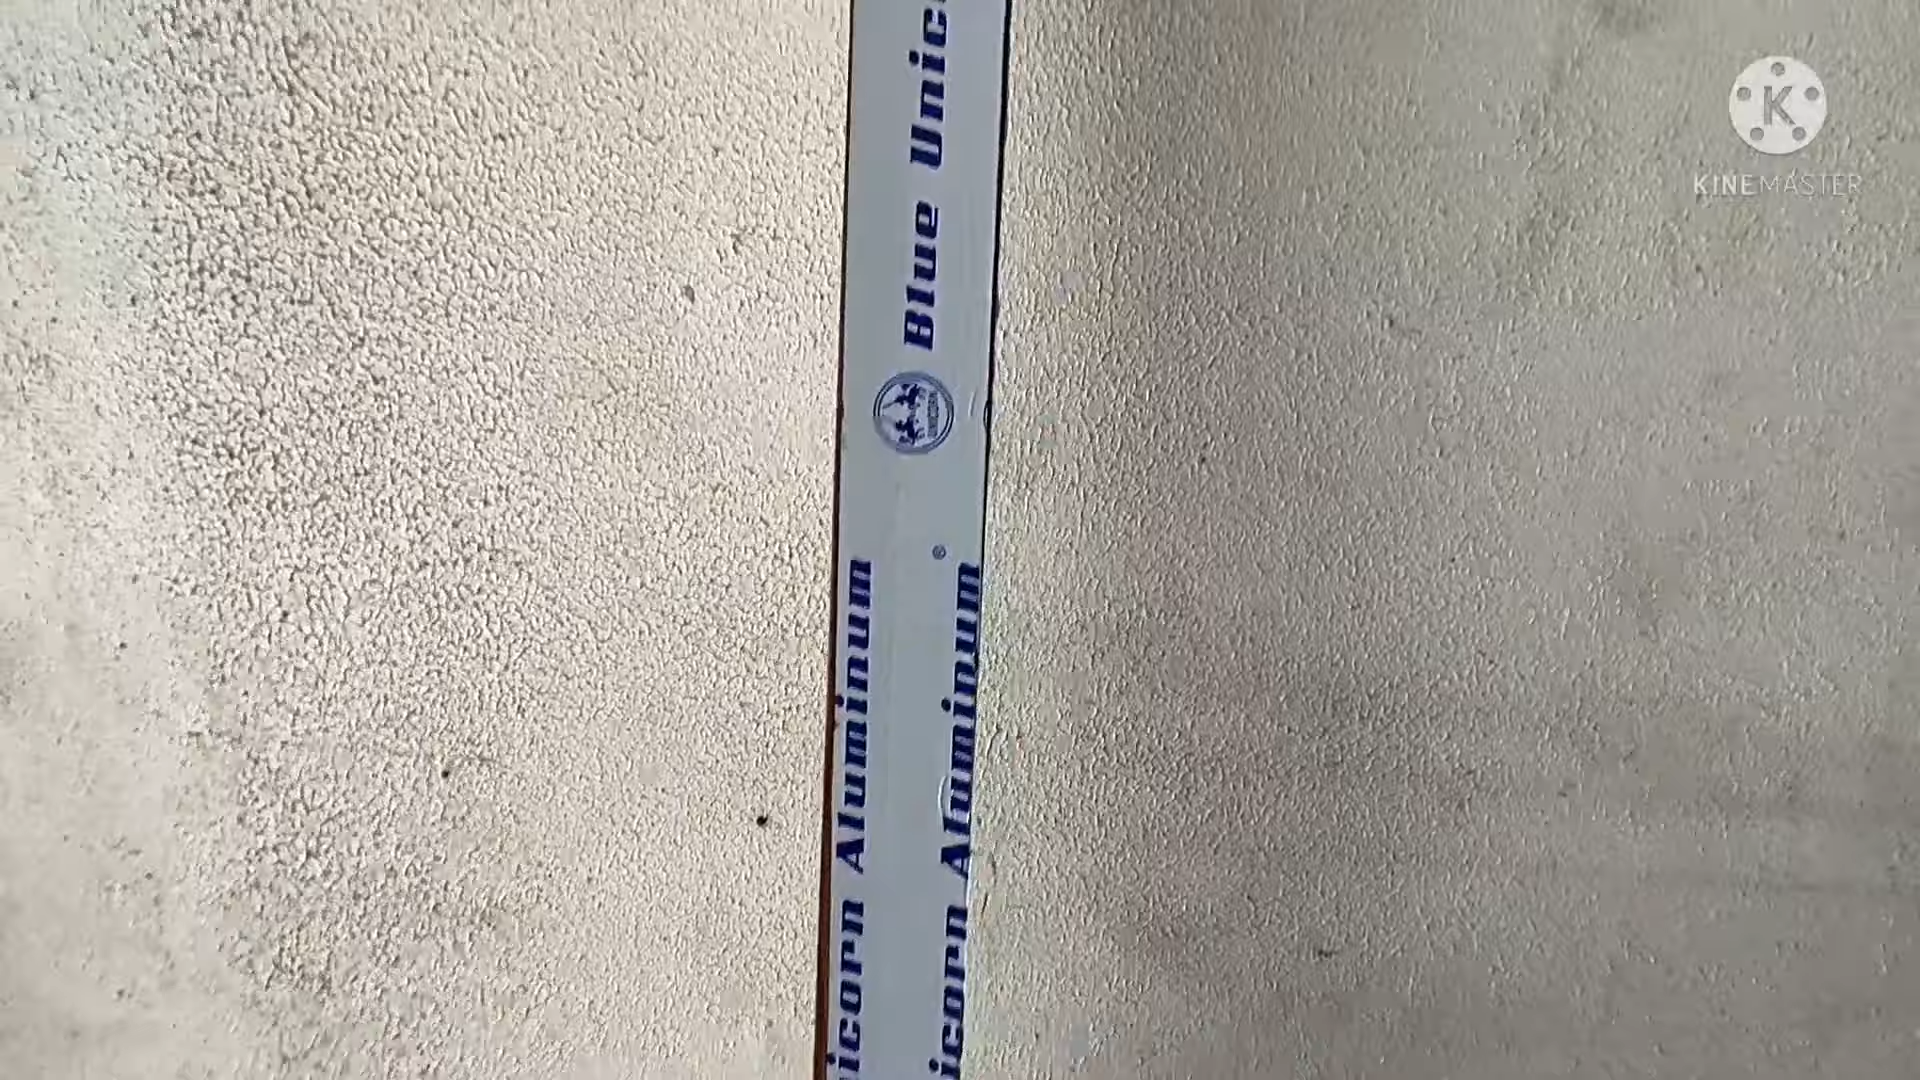 Blue Unic
Aluminum
Aluminum
icorn
icorn
®
KINEMASTER